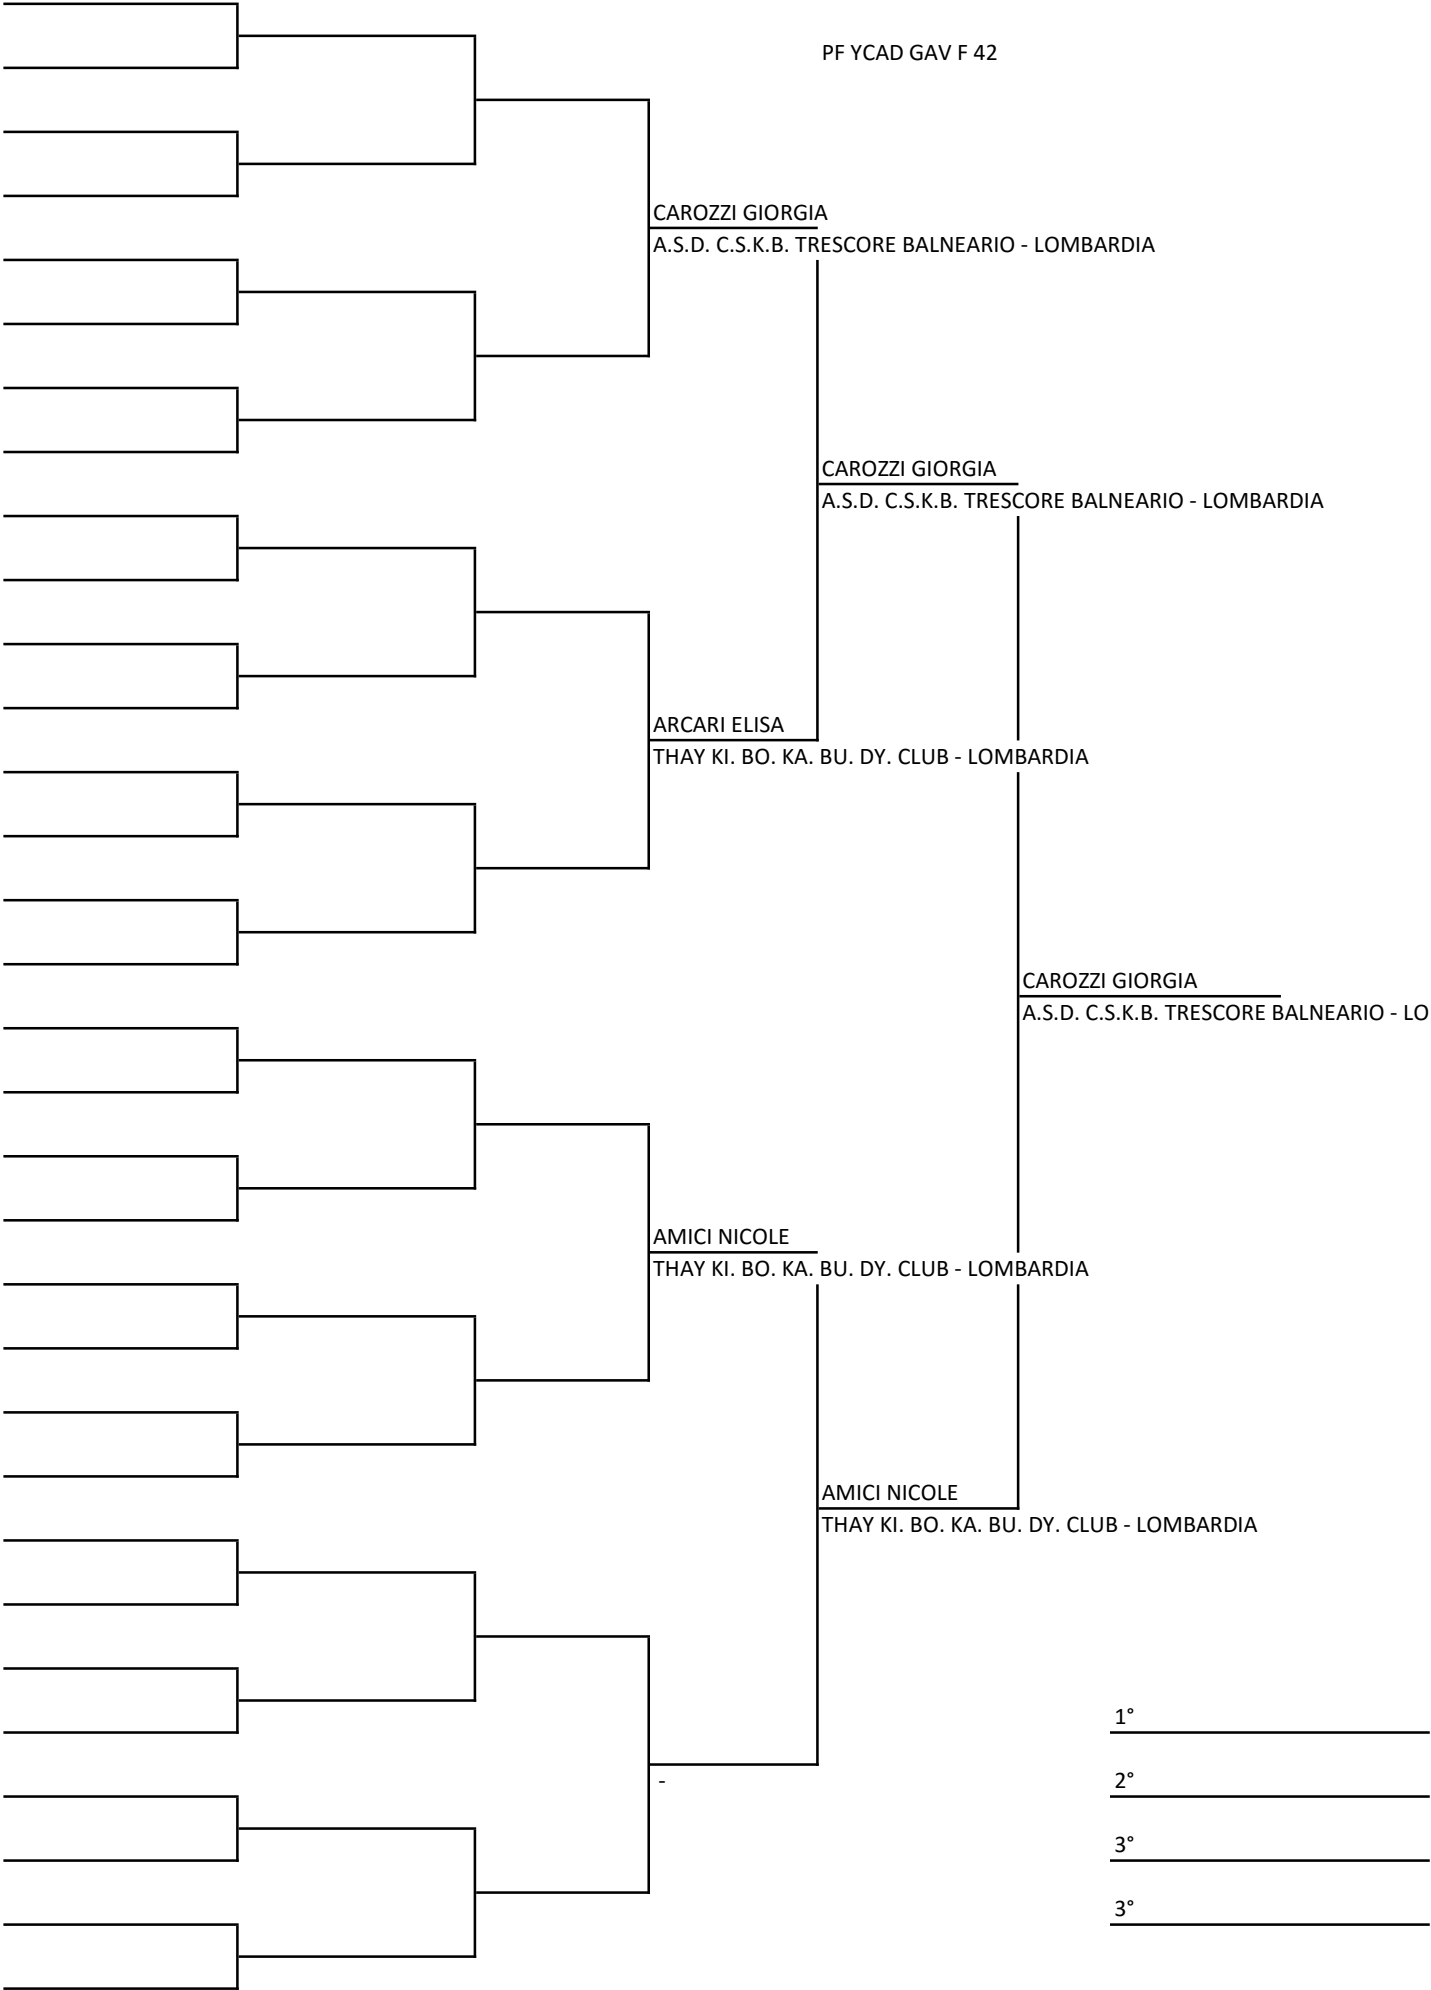 PF YCAD GAV F 42
CAROZZI GIORGIA
A.S.D. C.S.K.B. TRESCORE BALNEARIO - LOMBARDIA
CAROZZI GIORGIA
A.S.D. C.S.K.B. TRESCORE BALNEARIO - LOMBARDIA
ARCARI ELISA
THAY KI. BO. KA. BU. DY. CLUB - LOMBARDIA
CAROZZI GIORGIA
A.S.D. C.S.K.B. TRESCORE BALNEARIO - LO
AMICI NICOLE
THAY KI. BO. KA. BU. DY. CLUB - LOMBARDIA
AMICI NICOLE
THAY KI. BO. KA. BU. DY. CLUB - LOMBARDIA
1°
-
2°
3°
3°